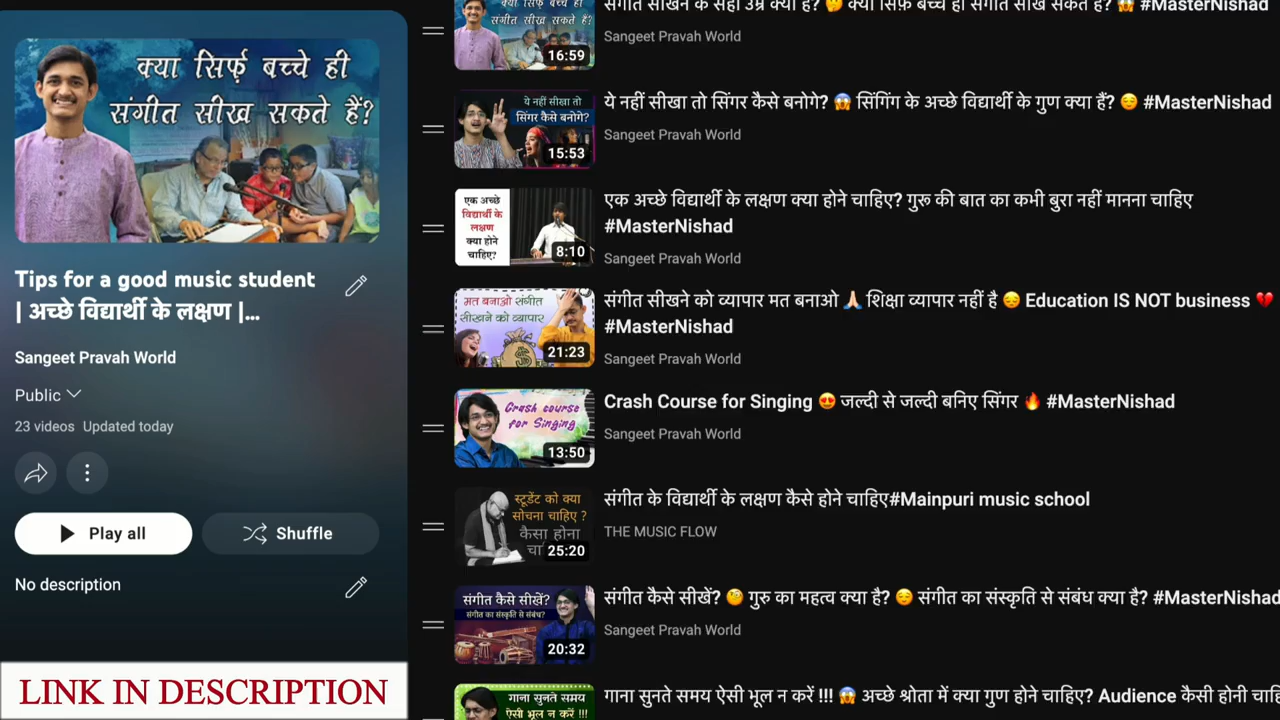 क्या सिर्फ़ बच्चे ही
संगीत सीख सकते हैं?
Tips for a good music student
| अच्छे विद्यार्थी के लक्षण |...
Sangeet Pravah World
Public
23 videos Updated today
Play all
Shuffle
No description
LINK IN DESCRIPTION
संगीत सीख सकते हैं?
16:59
संगीत सीखने की सही उम्र क्या है? 🤔 क्या सिर्फ़ बच्चे ही संगीत सीख सकते हैं? 😱 #MasterNishad
Sangeet Pravah World
ये नहीं सीखा तो
सिंगर कैसे बनोगे?
15:53
ये नहीं सीखा तो सिंगर कैसे बनोगे? 😱 सिंगिंग के अच्छे विद्यार्थी के गुण क्या हैं? 😌 #MasterNishad
Sangeet Pravah World
एक अच्छे
विद्यार्थी के
लक्षण
क्या होने
चाहिए?
8:10
एक अच्छे विद्यार्थी के लक्षण क्या होने चाहिए? गुरू की बात का कभी बुरा नहीं मानना चाहिए
#MasterNishad
Sangeet Pravah World
मत बनाओ संगीत
सीखने को व्यापार
21:23
संगीत सीखने को व्यापार मत बनाओ 🙏🏻 शिक्षा व्यापार नहीं है 😔 Education IS NOT business 💔
#MasterNishad
Sangeet Pravah World
Crash course
for Singing
13:50
Crash Course for Singing 😍 जल्दी से जल्दी बनिए सिंगर 🔥 #MasterNishad
Sangeet Pravah World
स्टूडेंट को क्या
सोचना चाहिए ?
कैसा होना
25:20
संगीत के विद्यार्थी के लक्षण कैसे होने चाहिए#Mainpuri music school
THE MUSIC FLOW
संगीत कैसे सीखें?
संगीत का संस्कृति से संबंध?
20:32
संगीत कैसे सीखें? 🧐 गुरु का महत्व क्या है? 😌 संगीत का संस्कृति से संबंध क्या है? #MasterNishad
Sangeet Pravah World
गाना सुनते समय
ऐसी भूल न करें !!!
गाना सुनते समय ऐसी भूल न करें !!! 😱 अच्छे श्रोता में क्या गुण होने चाहिए? Audience कैसी होनी